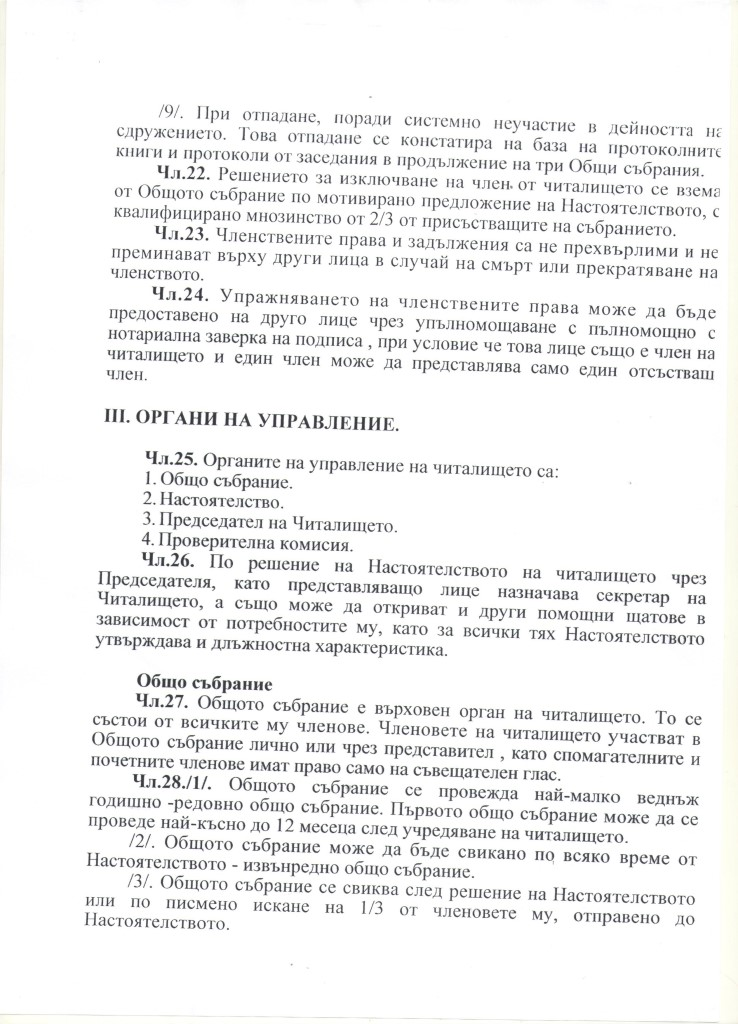 /9/. При отпадане, поради системно неучастие в дейността на
сдружението. Това отпадане се констатира на база на протоколните
книги и протоколи от заседания в продължение на три Общи събрания.
Чл.22. Решението за изключване на член от читалището се взема
от Общото събрание по мотивирано предложение на Настоятелството, с
квалифицирано мнозинство от 2/3 от присъстващите на събранието.
Чл.23. Членствените права и задължения са не прехвърлими и не
преминават върху други лица в случай на смърт или прекратяване на
членството.
Чл.24. Упражняването на членствените права може да бъде
предоставено на друго лице чрез упълномощаване с пълномощно с
нотариална заверка на подписа , при условие че това лице също е член на
читалището и един член може да представлява само един отсъстващ
член.
III. ОРГАНИ НА УПРАВЛЕНИЕ.
Чл.25. Органите на управление на читалището са:
1. Общо събрание.
2. Настоятелство.
3. Председател на Читалището.
4. Проверителна комисия.
Чл.26. По решение на Настоятелството на читалището чрез
Председателя, като представляващо лице назначава секретар на
Читалището, а също може да откриват и други помощни щатове в
зависимост от потребностите му, като за всички тях Настоятелството
утвърждава и длъжностна характеристика.
Общо събрание
Чл.27. Общото събрание е върховен орган на читалището. То се
състои от всичките му членове. Членовете на читалището участват в
Общото събрание лично или чрез представител , като спомагателните и
почетните членове имат право само на съвещателен глас.
Чл.28./1/. Общото събрание се провежда най-малко веднъж
годишно -редовно общо събрание. Първото общо събрание може да се
проведе най-късно до 12 месеца след учредяване на читалището.
/2/. Общото събрание може да бъде свикано по всяко време от
Настоятелството - извънредно общо събрание.
/3/. Общото събрание се свиква след решение на Настоятелството
или по писмено искане на 1/3 от членовете му, отправено до
Настоятелството.